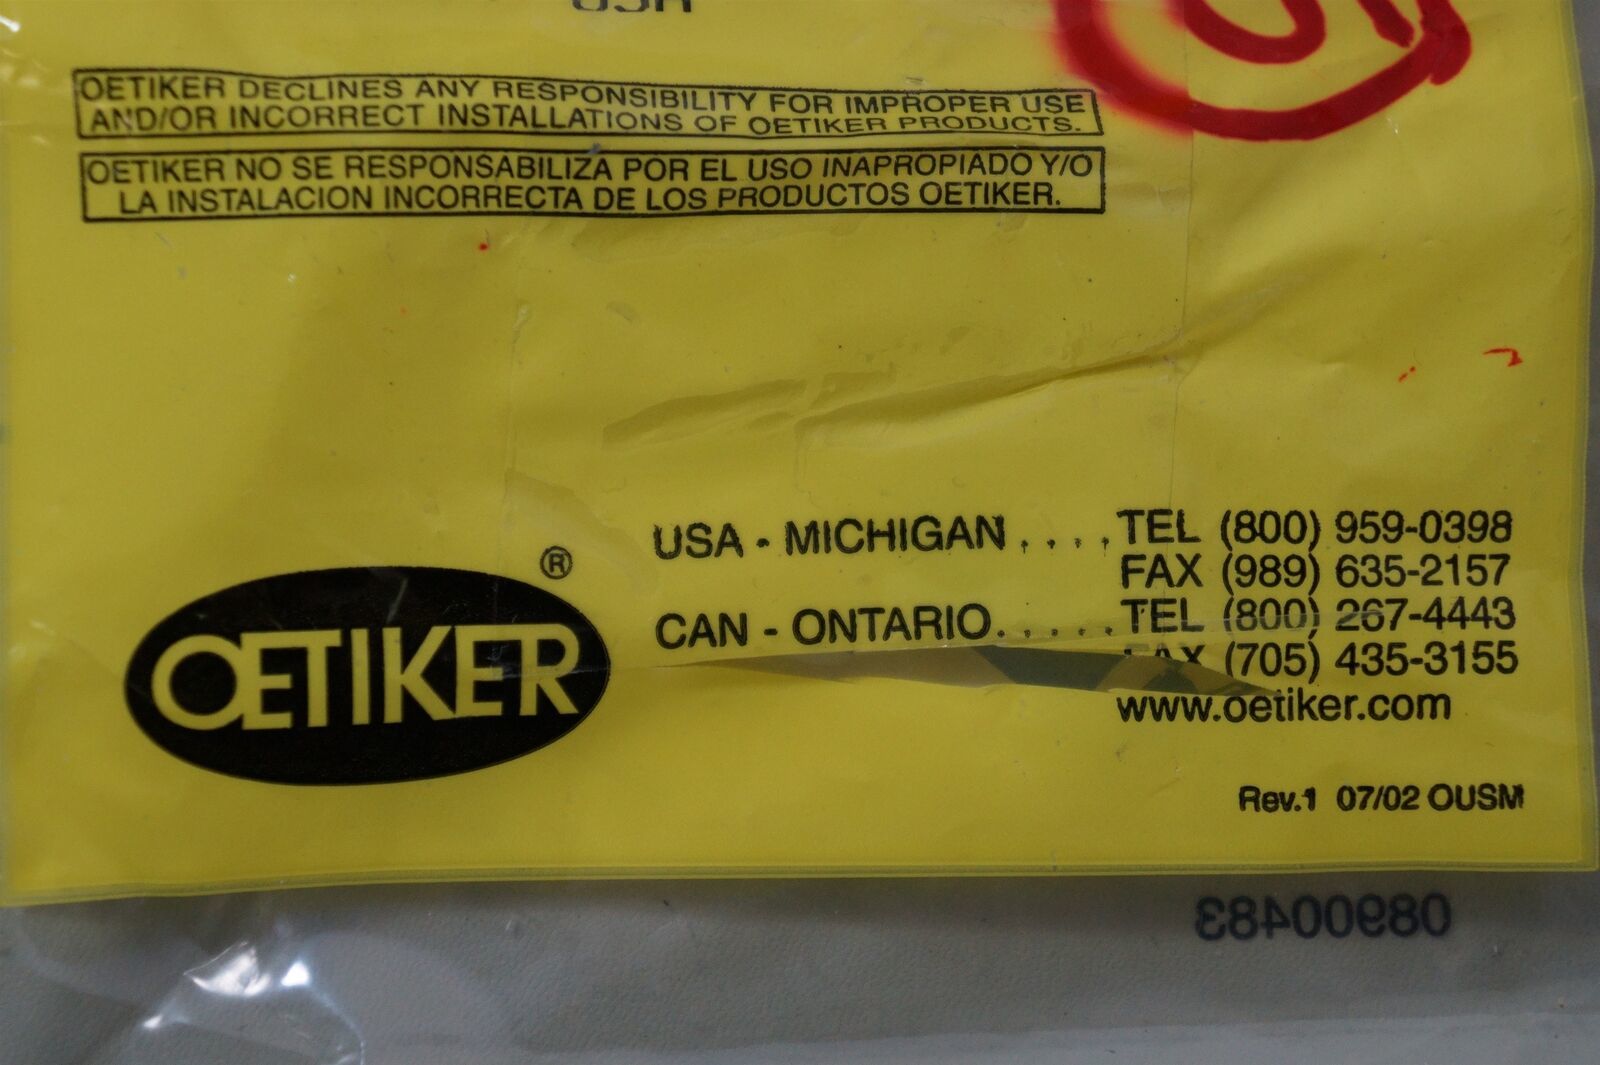 USA
OETIKER DECLINES ANY RESPONSIBILITY FOR IMPROPER USE
AND/OR INCORRECT INSTALLATIONS OF OETIKER PRODUCTS.
OETIKER NO SE RESPONSABILIZA POR EL USO INAPROPIADO Y/O
LA INSTALACION INCORRECTA DE LOS PRODUCTOS OETIKER.
USA - MICHIGAN . . . . TEL (800) 959-0398
FAX (989) 635-2157
CAN - ONTARIO. . . . . TEL (800) 267-4443
FAX (705) 435-3155
www.oetiker.com
OETIKER ®
Rev.1 07/02 OUSM
08900483